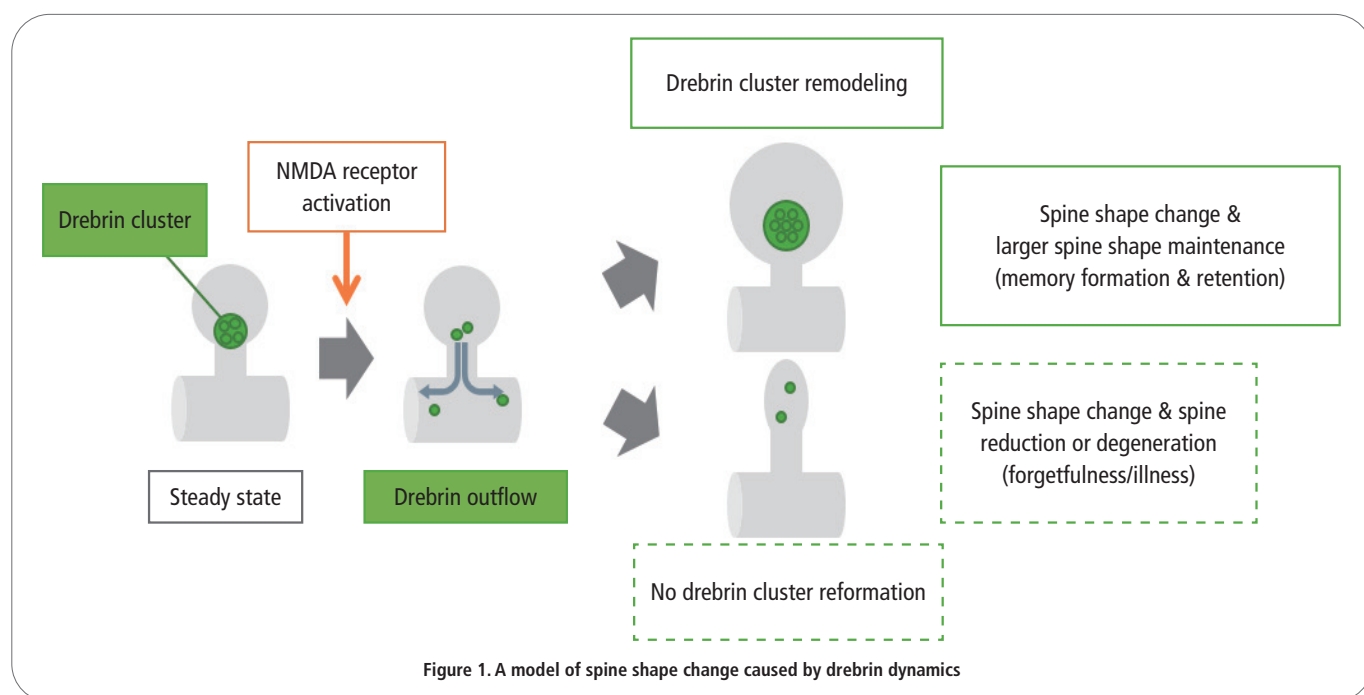 Drebrin cluster remodeling
NMDA receptor
activation
Drebrin cluster
Spine shape change &
larger spine shape maintenance
(memory formation & retention)
Steady state
Drebrin outflow
Spine shape change & spine
reduction or degeneration
(forgetfulness/illness)
No drebrin cluster reformation
Figure 1. A model of spine shape change caused by drebrin dynamics